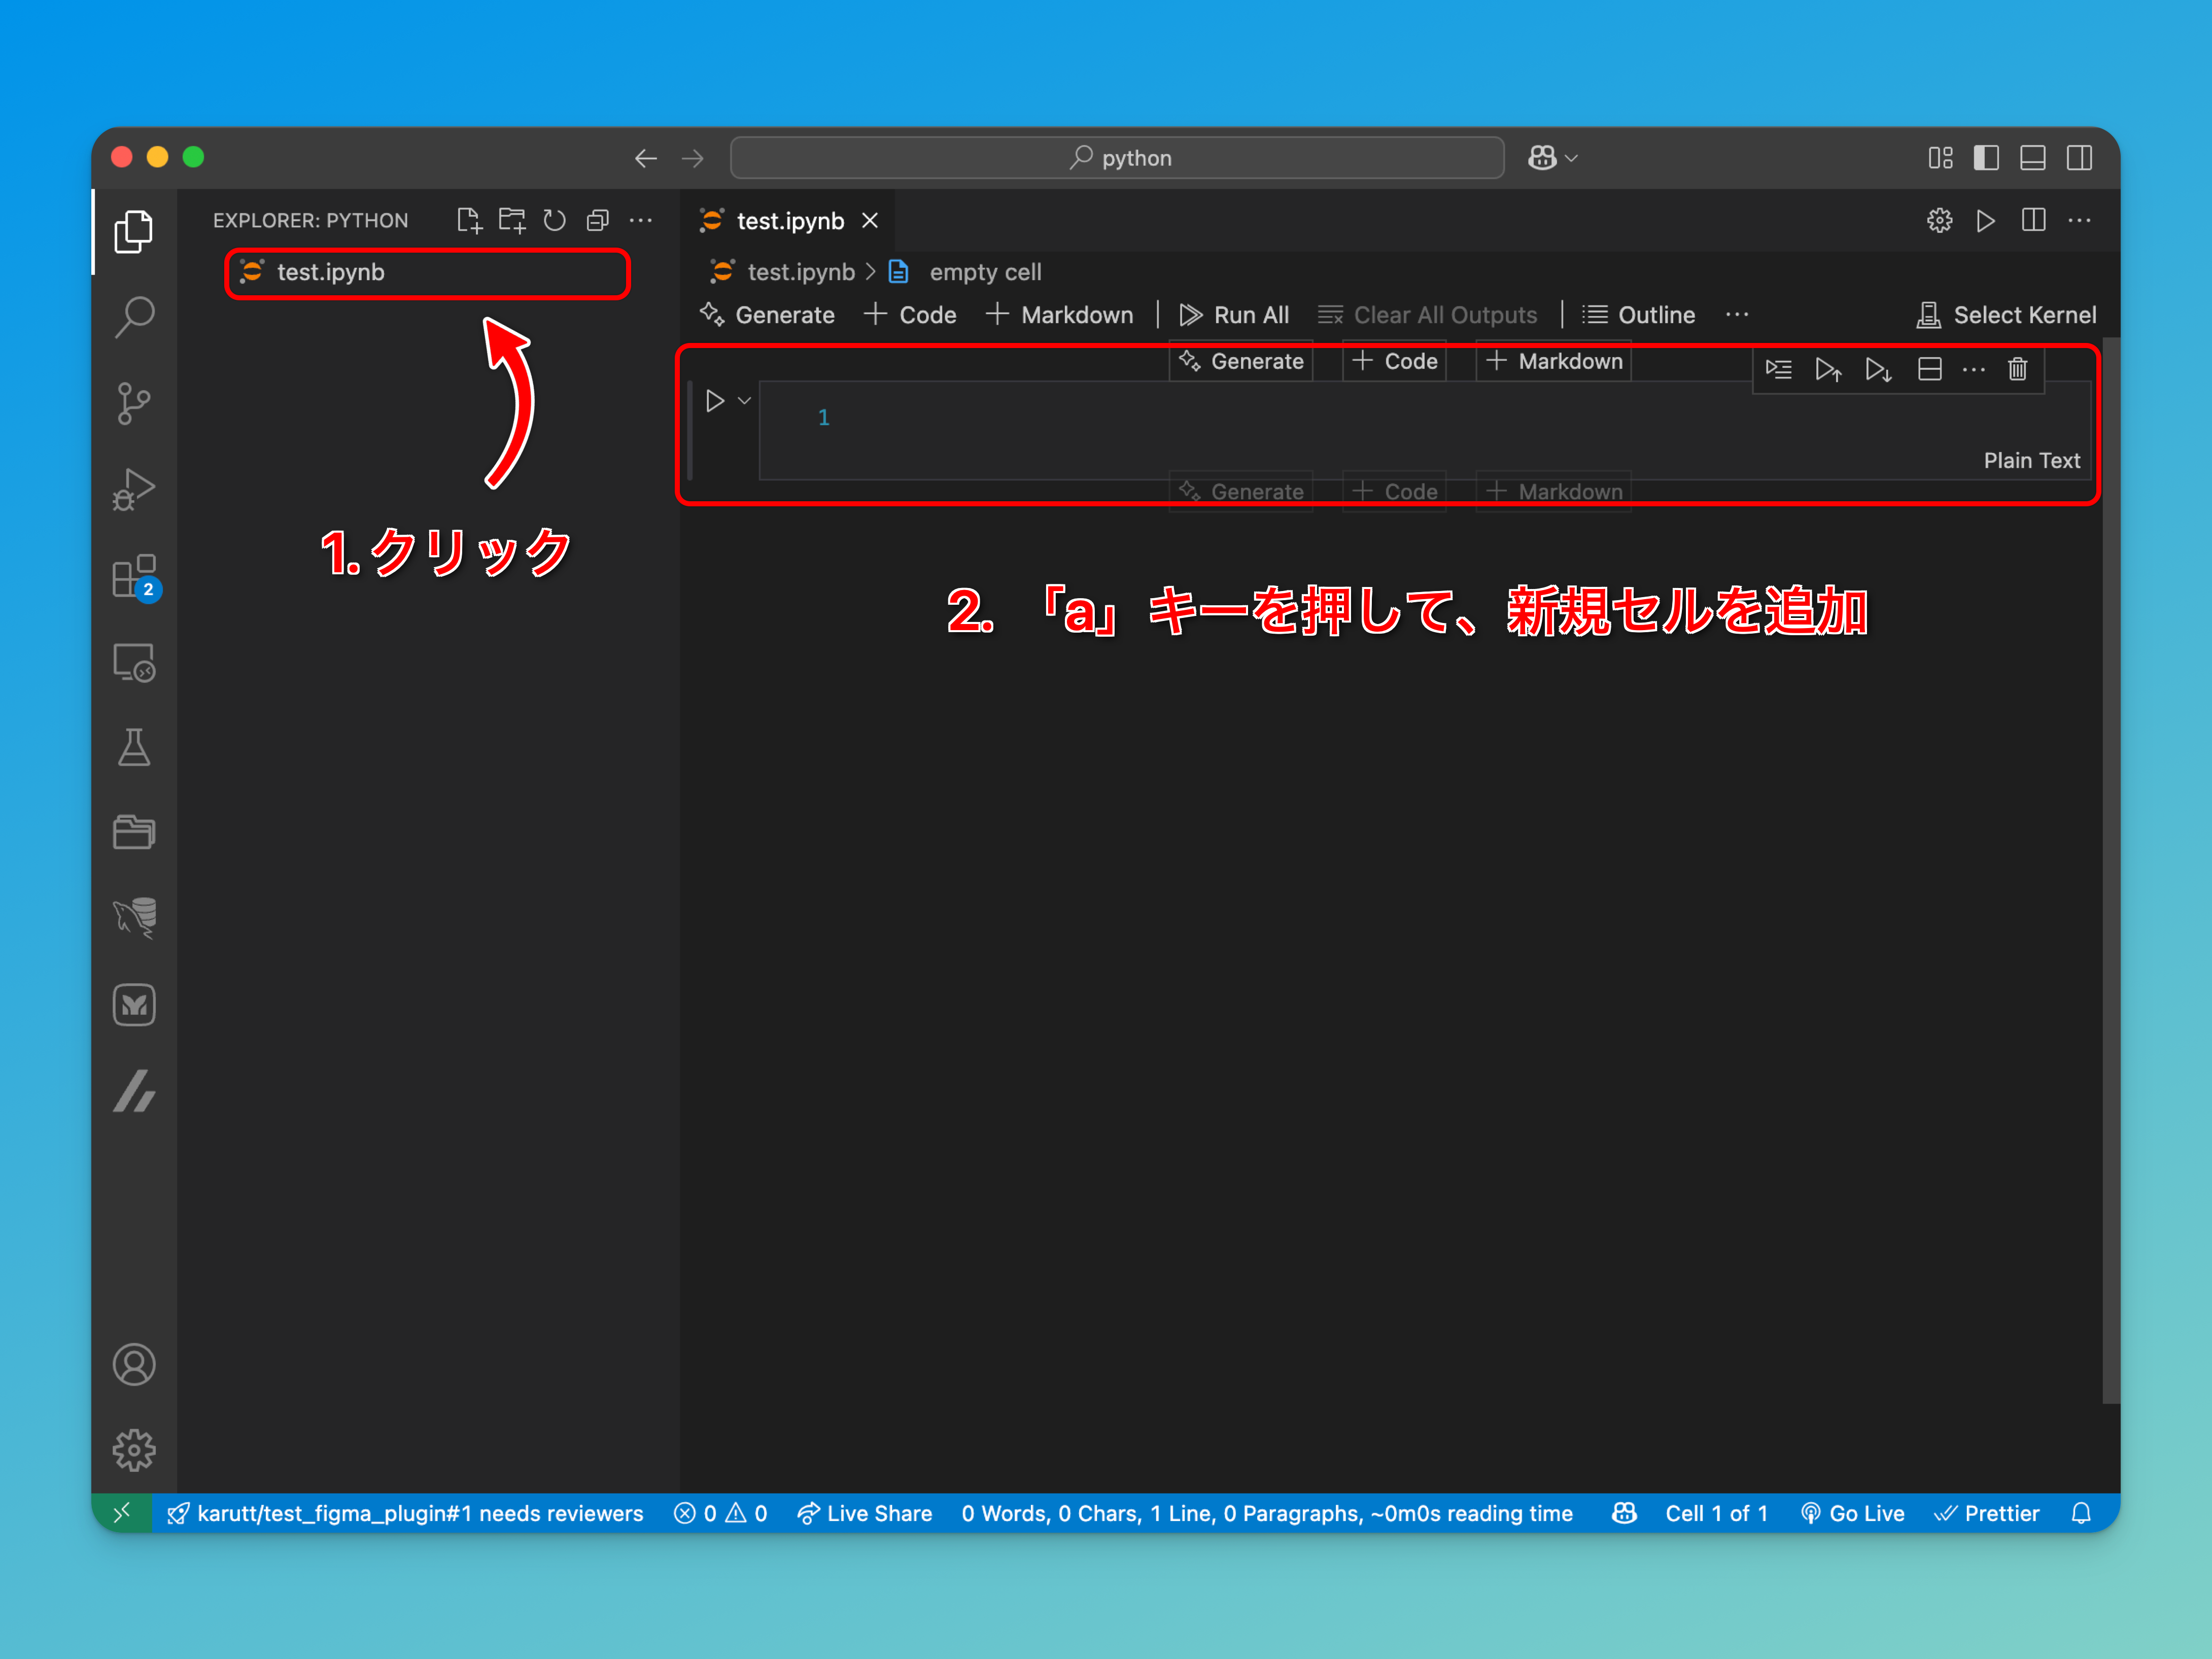 python
EXPLORER: PYTHON
test.ipynb
test.ipynb
test.ipynb > empty cell
Generate + Code + Markdown | Run All Clear All Outputs | Outline ... Select Kernel
Generate + Code + Markdown
1
Plain Text
Generate + Code + Markdown
1. クリック
2. 「a」キーを押して、新規セルを追加
2
karutt/test_figma_plugin#1 needs reviewers 0 0 Live Share 0 Words, 0 Chars, 1 Line, 0 Paragraphs, ~0m0s reading time Cell 1 of 1 Go Live Prettier